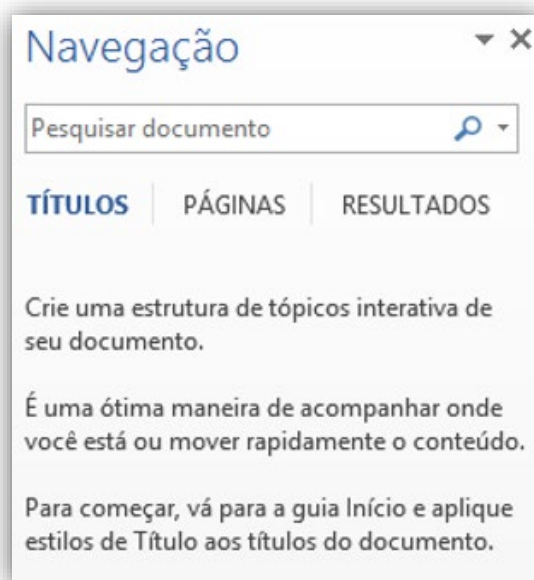 Navegação
Pesquisar documento
TÍTULOS PÁGINAS RESULTADOS
Crie uma estrutura de tópicos interativa de
seu documento.
É uma ótima maneira de acompanhar onde
você está ou mover rapidamente o conteúdo.
Para começar, vá para a guia Início e aplique
estilos de Título aos títulos do documento.